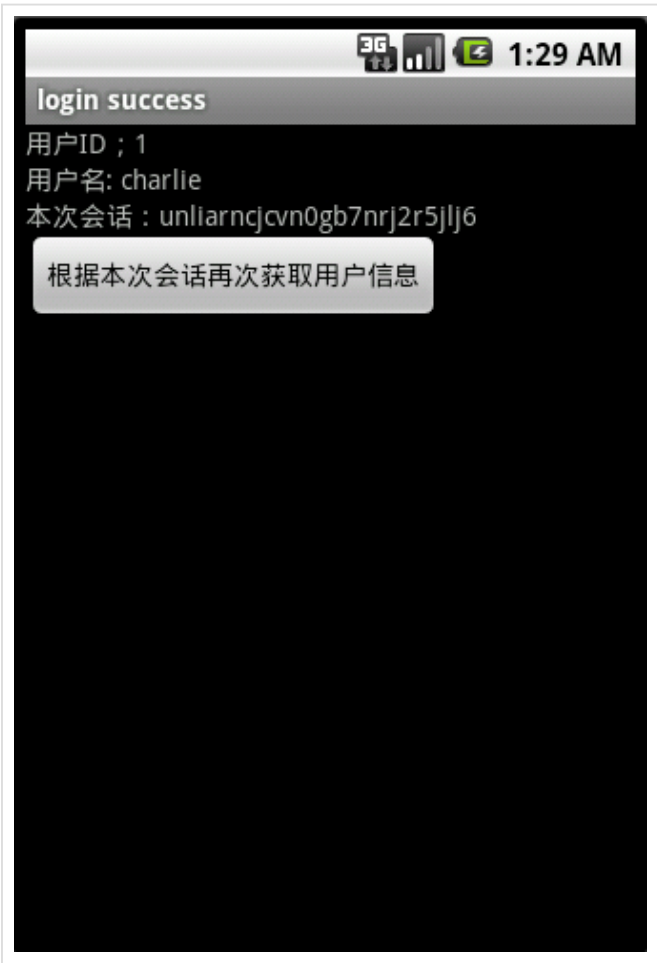 3G 1:29 AM
login success
用户ID；1
用户名: charlie
本次会话：unliarncjcvn0gb7nrj2r5jlj6
根据本次会话再次获取用户信息